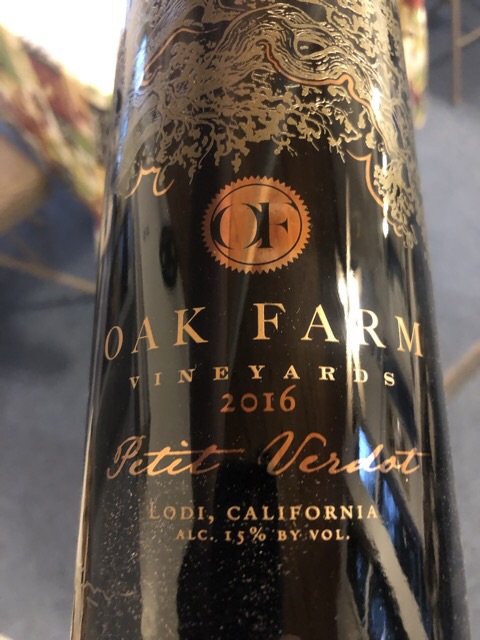 OF
OAK FARM
VINEYARDS
2016
Petit Verdot
LODI, CALIFORNIA
ALC. 15% BY VOL.